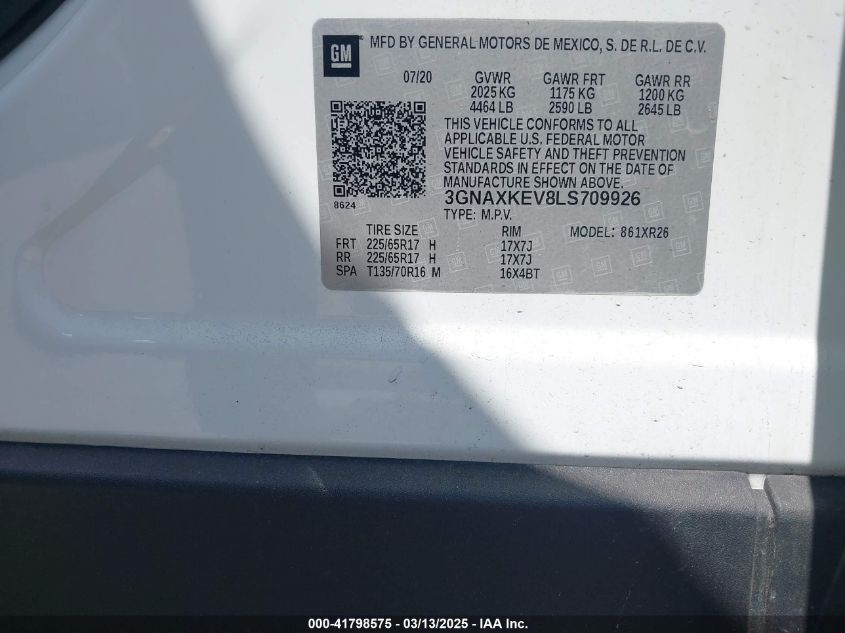 GM MFD BY GENERAL MOTORS DE MEXICO, S. DE R.L. DE C.V.
07/20 GVWR GAWR FRT GAWR RR
2025 KG 1175 KG 1200 KG
4464 LB 2590 LB 2645 LB
THIS VEHICLE CONFORMS TO ALL
APPLICABLE U.S. FEDERAL MOTOR
VEHICLE SAFETY AND THEFT PREVENTION
STANDARDS IN EFFECT ON THE DATE OF
MANUFACTURE SHOWN ABOVE.
3GNAXKEV8LS709926
8624
TYPE: M.P.V.
TIRE SIZE RIM MODEL: 861XR26
FRT 225/65R17 H 17X7J
RR 225/65R17 H 17X7J
SPA T135/70R16 M 16X4BT
000-41798575 - 03/13/2025 - IAA Inc.